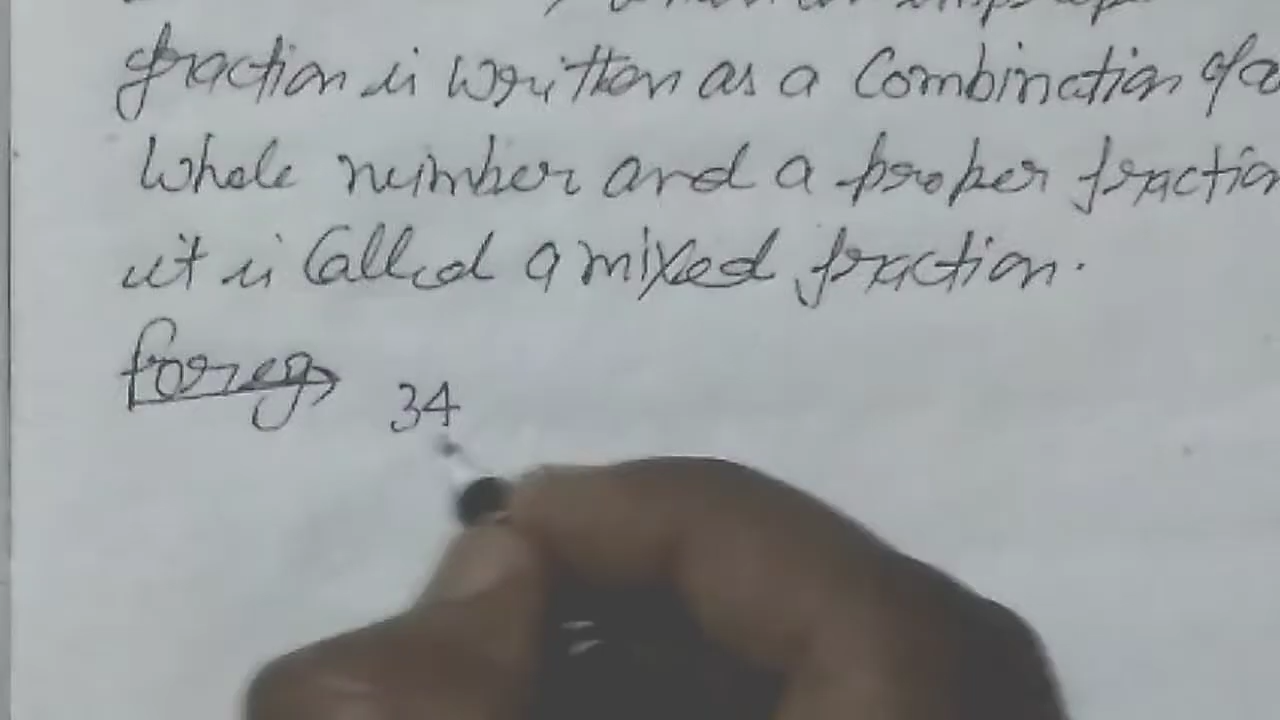 fraction is written as a Combination of a
Whole number and a proper fraction
it is Called a mixed fraction.
for eg→ 34